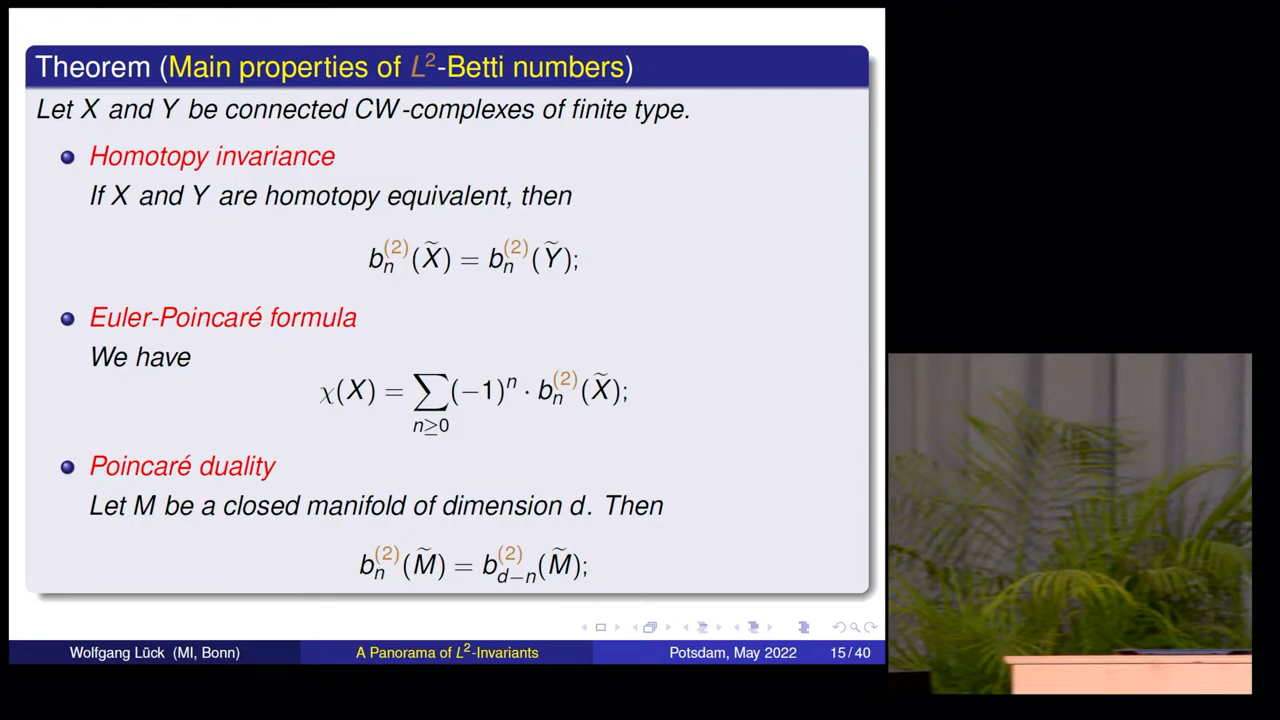 Theorem (Main properties of L²-Betti numbers)
Let X and Y be connected CW-complexes of finite type.
Homotopy invariance
If X and Y are homotopy equivalent, then
b_n^{(2)}(X̃) = b_n^{(2)}(Ỹ);
Euler-Poincaré formula
We have
χ(X) = ∑_{n≥0} (−1)^n · b_n^{(2)}(X̃);
Poincaré duality
Let M be a closed manifold of dimension d. Then
b_n^{(2)}(M̃) = b_{d−n}^{(2)}(M̃);
Wolfgang Lück (MI, Bonn) A Panorama of L²-Invariants Potsdam, May 2022 15/40